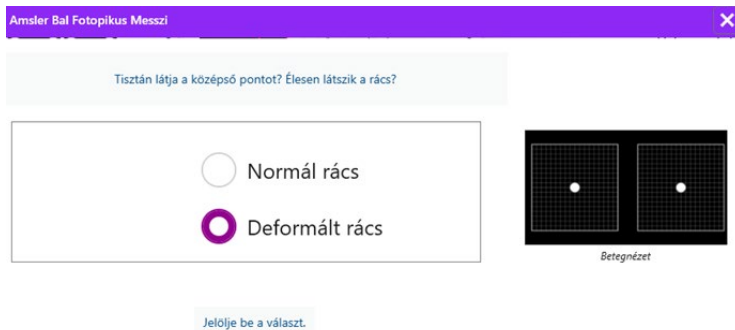 Amsler Bal Fotopikus Messzi
Tisztán látja a középső pontot? Élesen látszik a rács?
Normál rács
Deformált rács
Betegnézet
Jelölje be a választ.